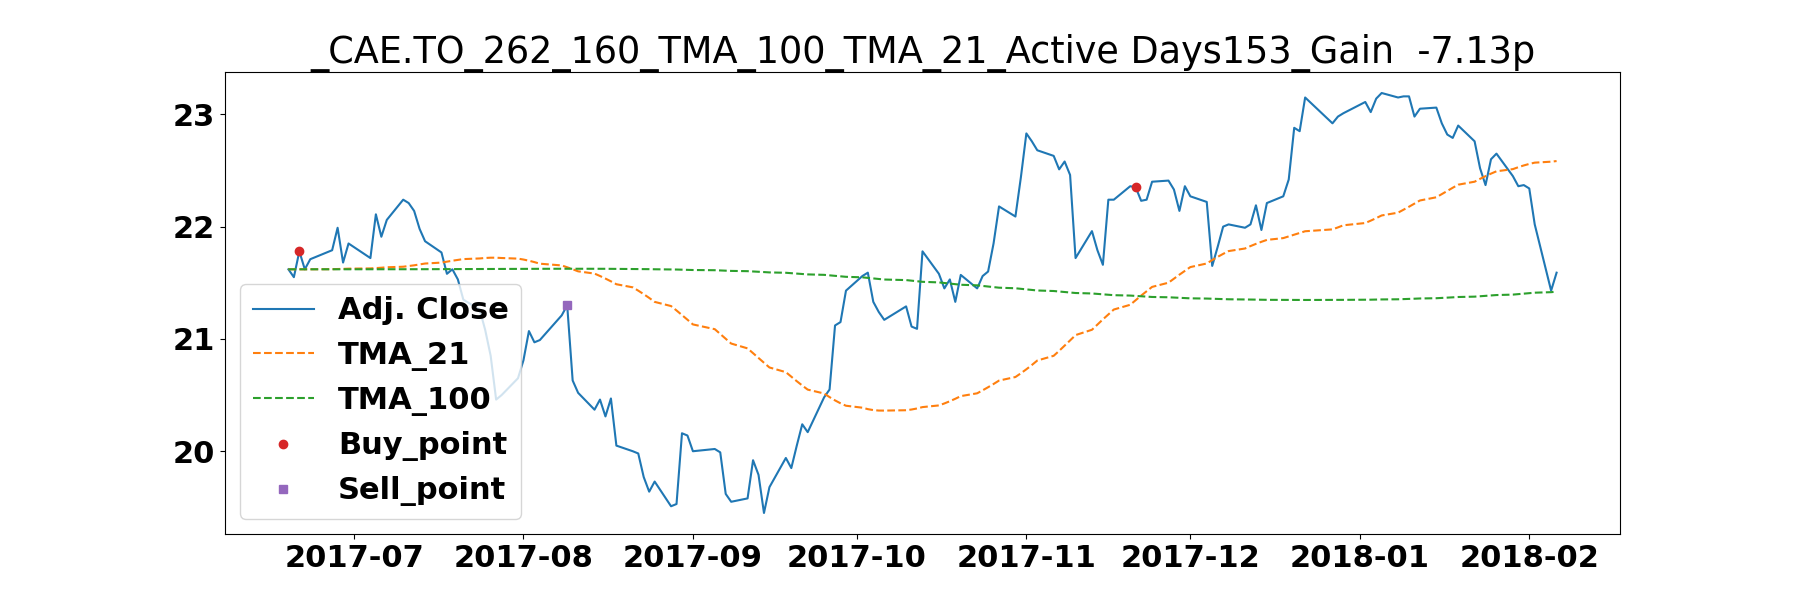 _CAE.TO_262_160_TMA_100_TMA_21_Active Days153_Gain  -7.13p
23
22
21
20
Adj. Close
TMA_21
TMA_100
Buy_point
Sell_point
2017-07 2017-08 2017-09 2017-10 2017-11 2017-12 2018-01 2018-02